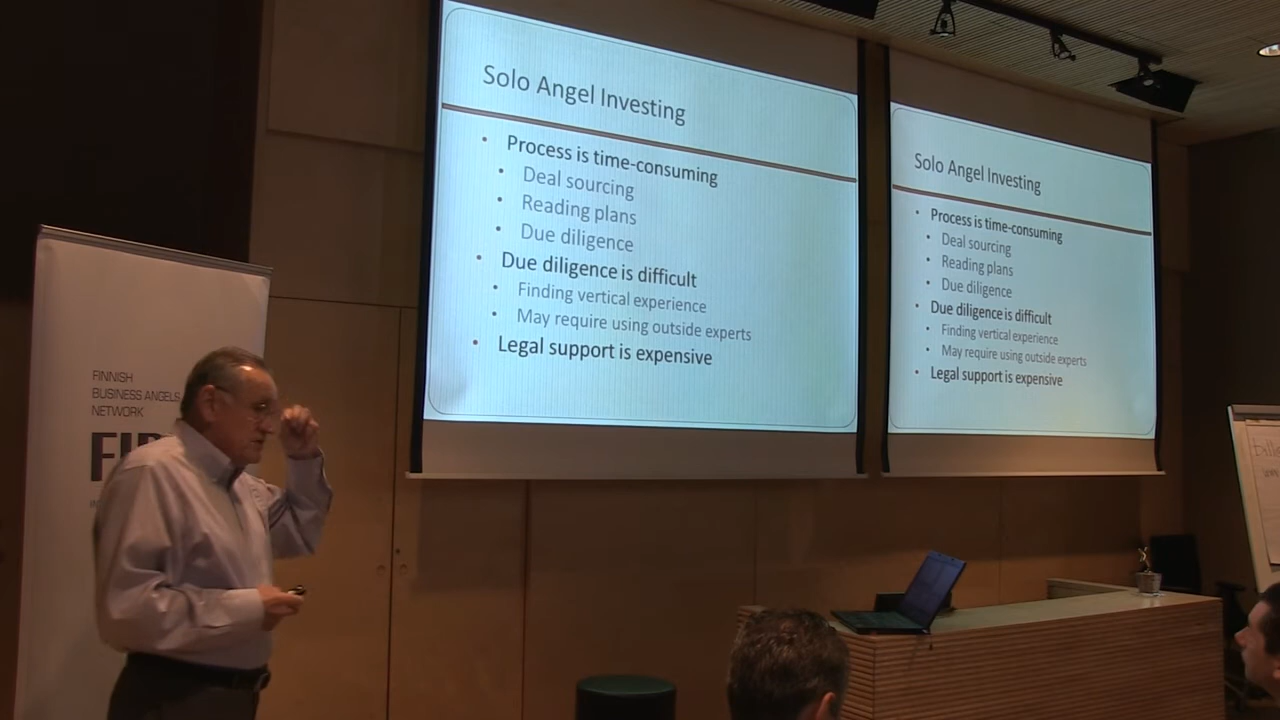 Solo Angel Investing
• Process is time-consuming
• Deal sourcing
• Reading plans
• Due diligence
• Due diligence is difficult
• Finding vertical experience
• May require using outside experts
• Legal support is expensive
Solo Angel Investing
• Process is time-consuming
• Deal sourcing
• Reading plans
• Due diligence
• Due diligence is difficult
• Finding vertical experience
• May require using outside experts
• Legal support is expensive
FINNISH
BUSINESS ANGELS
NETWORK